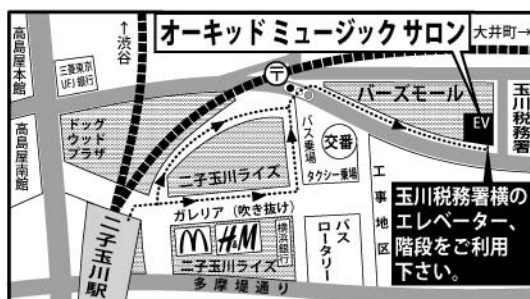 オーキッド ミュージック サロン
大井町→
↑渋谷
高島屋本館
三菱東京
UFJ銀行
〒
バーズモール
EV
玉川税務署
高島屋南館
ドッグ
ウッド
プラザ
バス乗場
交番
タクシー乗場
二子玉川ライズ
工事地区
玉川税務署横の
エレベーター、
階段をご利用
下さい。
ガレリア（吹き抜け）
二子玉川駅
M
H&M
横浜銀行
バス
ロータリー
二子玉川ライズ
多摩堤通り